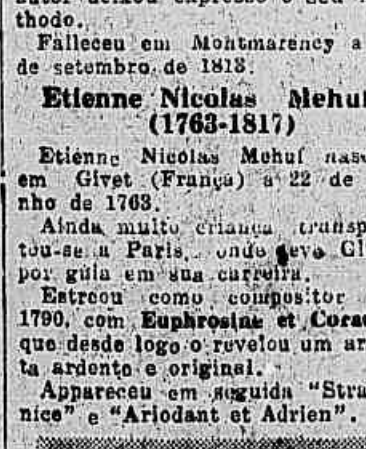 thodo.
Falleceu em Montmarency a
de setembro de 1813.
Etienne Nicolas Mehul
(1763-1817)
Etienne Nicolas Mehul nas
em Givet (França) a 22 de
nho de 1763.
Ainda muito criança transp
tou-se a Paris, onde teve Gl
por guia em sua carreira.
Estreou como compositor
1790, com Euphrosine et Cora
que desde logo o revelou um ar
ta ardente e original.
Appareceu em seguida "Stra
nice" e "Ariodant et Adrien".